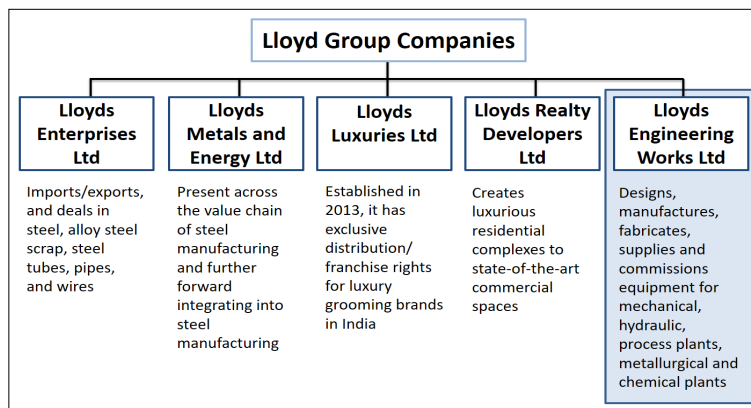 Lloyd Group Companies
Lloyds
Enterprises
Ltd
Imports/exports,
and deals in
steel, alloy steel
scrap, steel
tubes, pipes,
and wires
Lloyds
Metals and
Energy Ltd
Present across
the value chain
of steel
manufacturing
and further
forward
integrating into
steel
manufacturing
Lloyds
Luxuries Ltd
Established in
2013, it has
exclusive
distribution/
franchise rights
for luxury
grooming brands
in India
Lloyds Realty
Developers
Ltd
Creates
luxurious
residential
complexes to
state-of-the-art
commercial
spaces
Lloyds
Engineering
Works Ltd
Designs,
manufactures,
fabricates,
supplies and
commissions
equipment for
mechanical,
hydraulic,
process plants,
metallurgical and
chemical plants